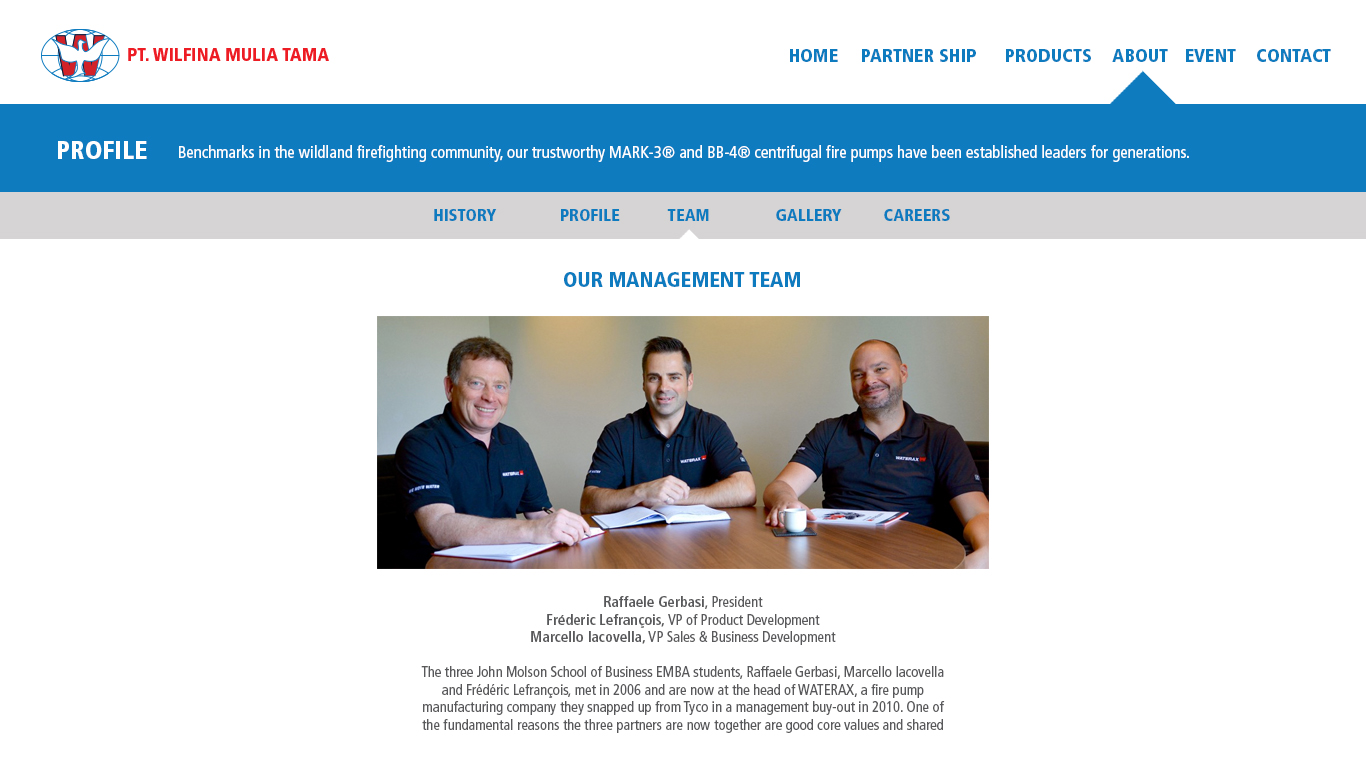 PT. WILFINA MULIA TAMA
HOME PARTNER SHIP PRODUCTS ABOUT EVENT CONTACT
PROFILE Benchmarks in the wildland firefighting community, our trustworthy MARK-3® and BB-4® centrifugal fire pumps have been established leaders for generations.
HISTORY PROFILE TEAM GALLERY CAREERS
OUR MANAGEMENT TEAM
WATERAX
WATERAX
WATERAX
Raffaele Gerbasi, President
Fréderic Lefrançois, VP of Product Development
Marcello Iacovella, VP Sales & Business Development
The three John Molson School of Business EMBA students, Raffaele Gerbasi, Marcello Iacovella
and Frédéric Lefrançois, met in 2006 and are now at the head of WATERAX, a fire pump
manufacturing company they snapped up from Tyco in a management buy-out in 2010. One of
the fundamental reasons the three partners are now together are good core values and shared